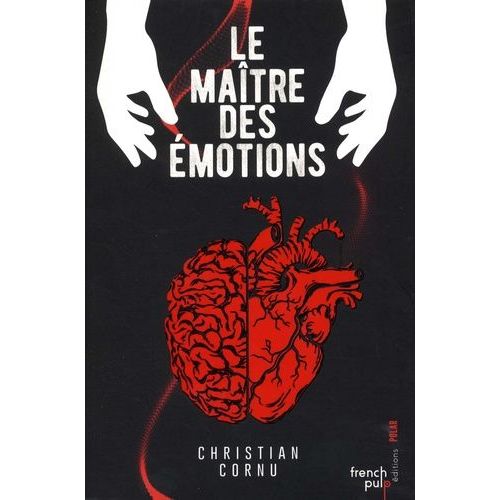 LE
MAÎTRE
DES
ÉMOTIONS
CHRISTIAN
CORNU
french
pulp
éditions POLAR